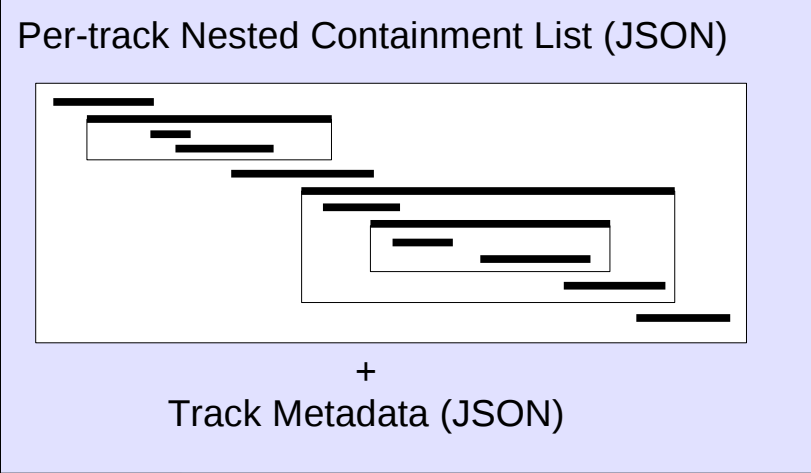 Per-track Nested Containment List (JSON)
+
Track Metadata (JSON)